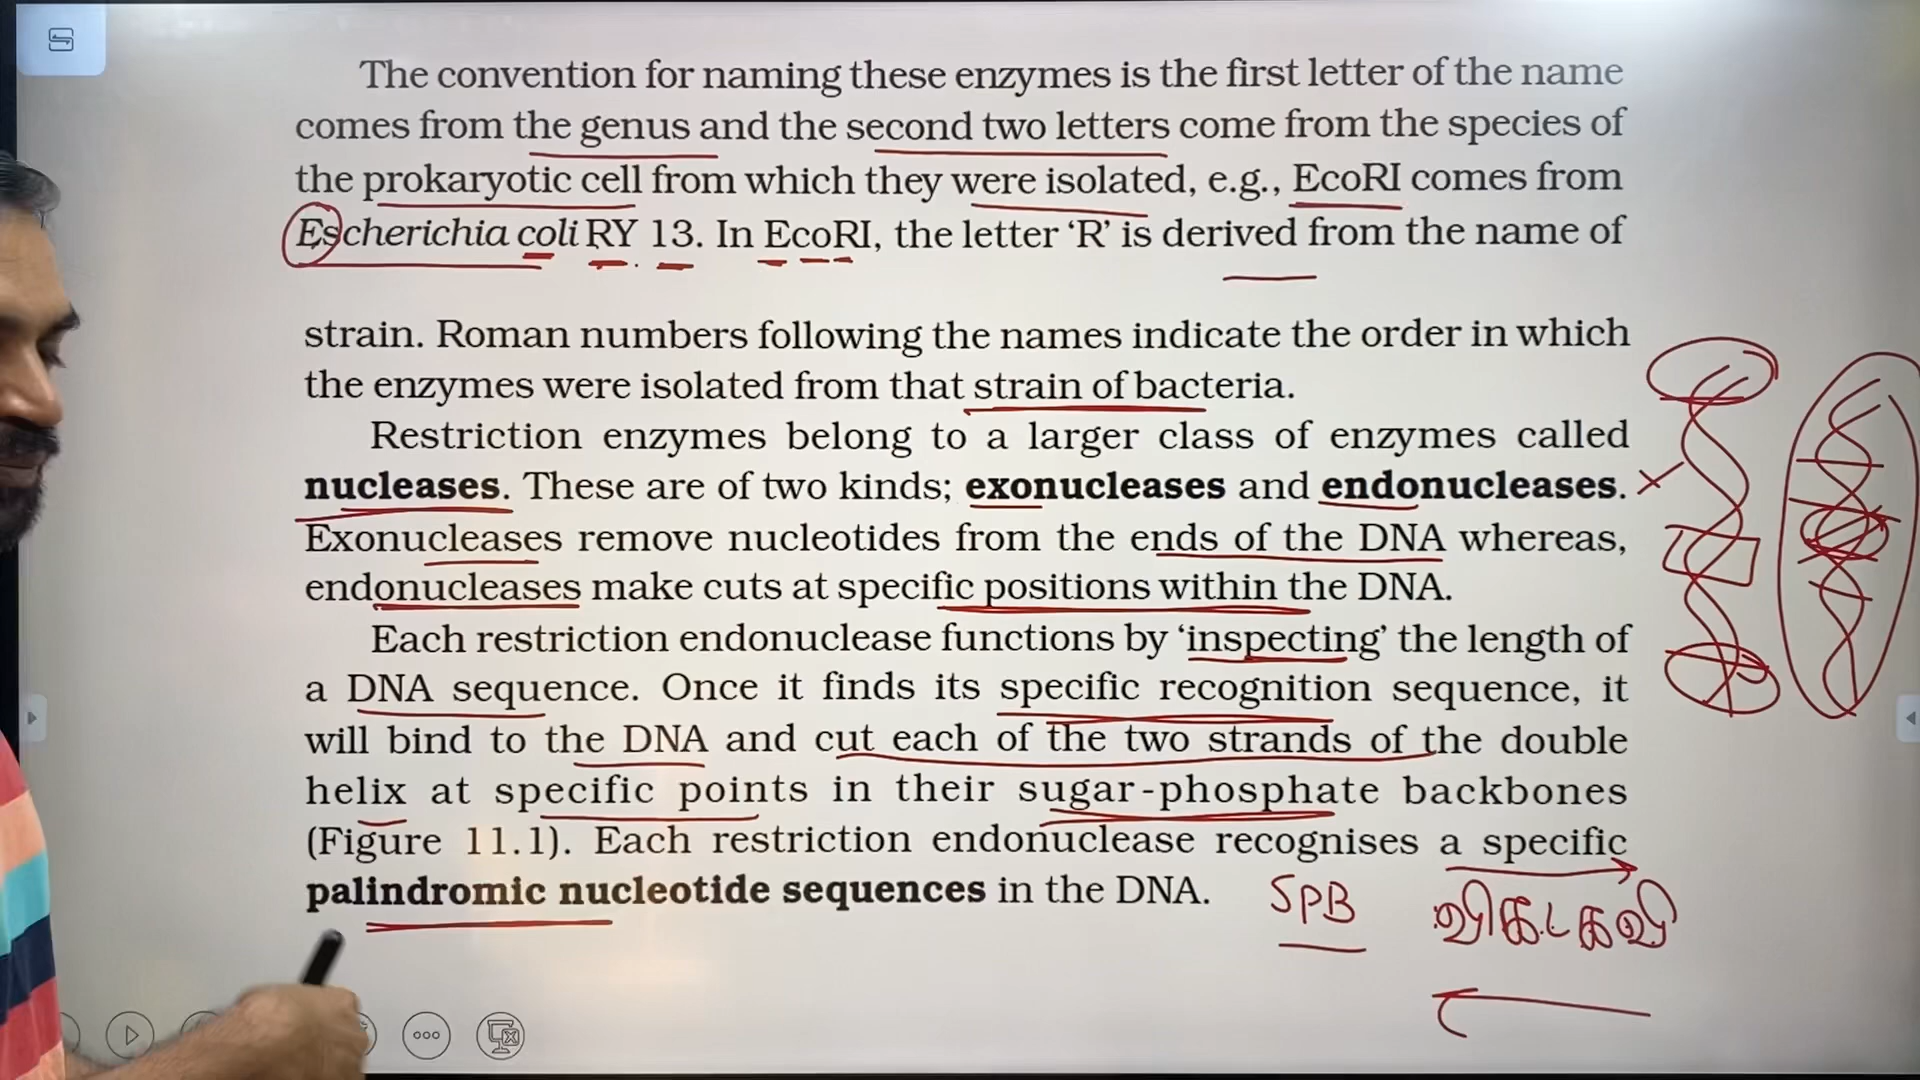 The convention for naming these enzymes is the first letter of the name
comes from the genus and the second two letters come from the species of
the prokaryotic cell from which they were isolated, e.g., EcoRI comes from
Escherichia coli RY 13. In EcoRI, the letter ‘R’ is derived from the name of
strain. Roman numbers following the names indicate the order in which
the enzymes were isolated from that strain of bacteria.
Restriction enzymes belong to a larger class of enzymes called
nucleases. These are of two kinds; exonucleases and endonucleases.
Exonucleases remove nucleotides from the ends of the DNA whereas,
endonucleases make cuts at specific positions within the DNA.
Each restriction endonuclease functions by ‘inspecting’ the length of
a DNA sequence. Once it finds its specific recognition sequence, it
will bind to the DNA and cut each of the two strands of the double
helix at specific points in their sugar-phosphate backbones
(Figure 11.1). Each restriction endonuclease recognises a specific
palindromic nucleotide sequences in the DNA.
SPB விகடகவி